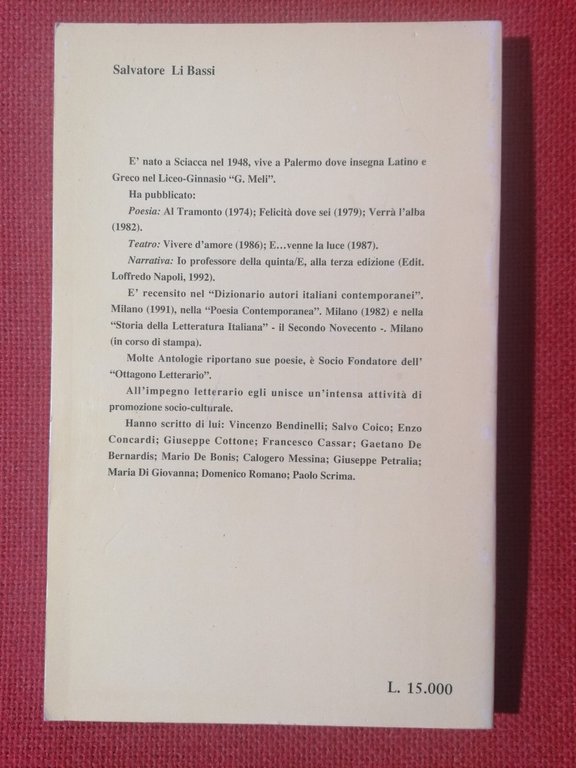 Salvatore Li Bassi
E' nato a Sciacca nel 1948, vive a Palermo dove insegna Latino e
Greco nel Liceo-Ginnasio "G. Meli".
Ha pubblicato:
Poesia: Al Tramonto (1974); Felicità dove sei (1979); Verrà l'alba
(1982).
Teatro: Vivere d'amore (1986); E...venne la luce (1987).
Narrativa: Io professore della quinta/E, alla terza edizione (Edit.
Loffredo Napoli, 1992).
E' recensito nel "Dizionario autori italiani contemporanei".
Milano (1991), nella "Poesia Contemporanea". Milano (1982) e nella
"Storia della Letteratura Italiana" - il Secondo Novecento -. Milano
(in corso di stampa).
Molte Antologie riportano sue poesie, è Socio Fondatore dell'
"Ottagono Letterario".
All'impegno letterario egli unisce un'intensa attività di
promozione socio-culturale.
Hanno scritto di lui: Vincenzo Bendinelli; Salvo Coico; Enzo
Concardi; Giuseppe Cottone; Francesco Cassar; Gaetano De
Bernardis; Mario De Bonis; Calogero Messina; Giuseppe Petralia;
Maria Di Giovanna; Domenico Romano; Paolo Scrima.
L. 15.000